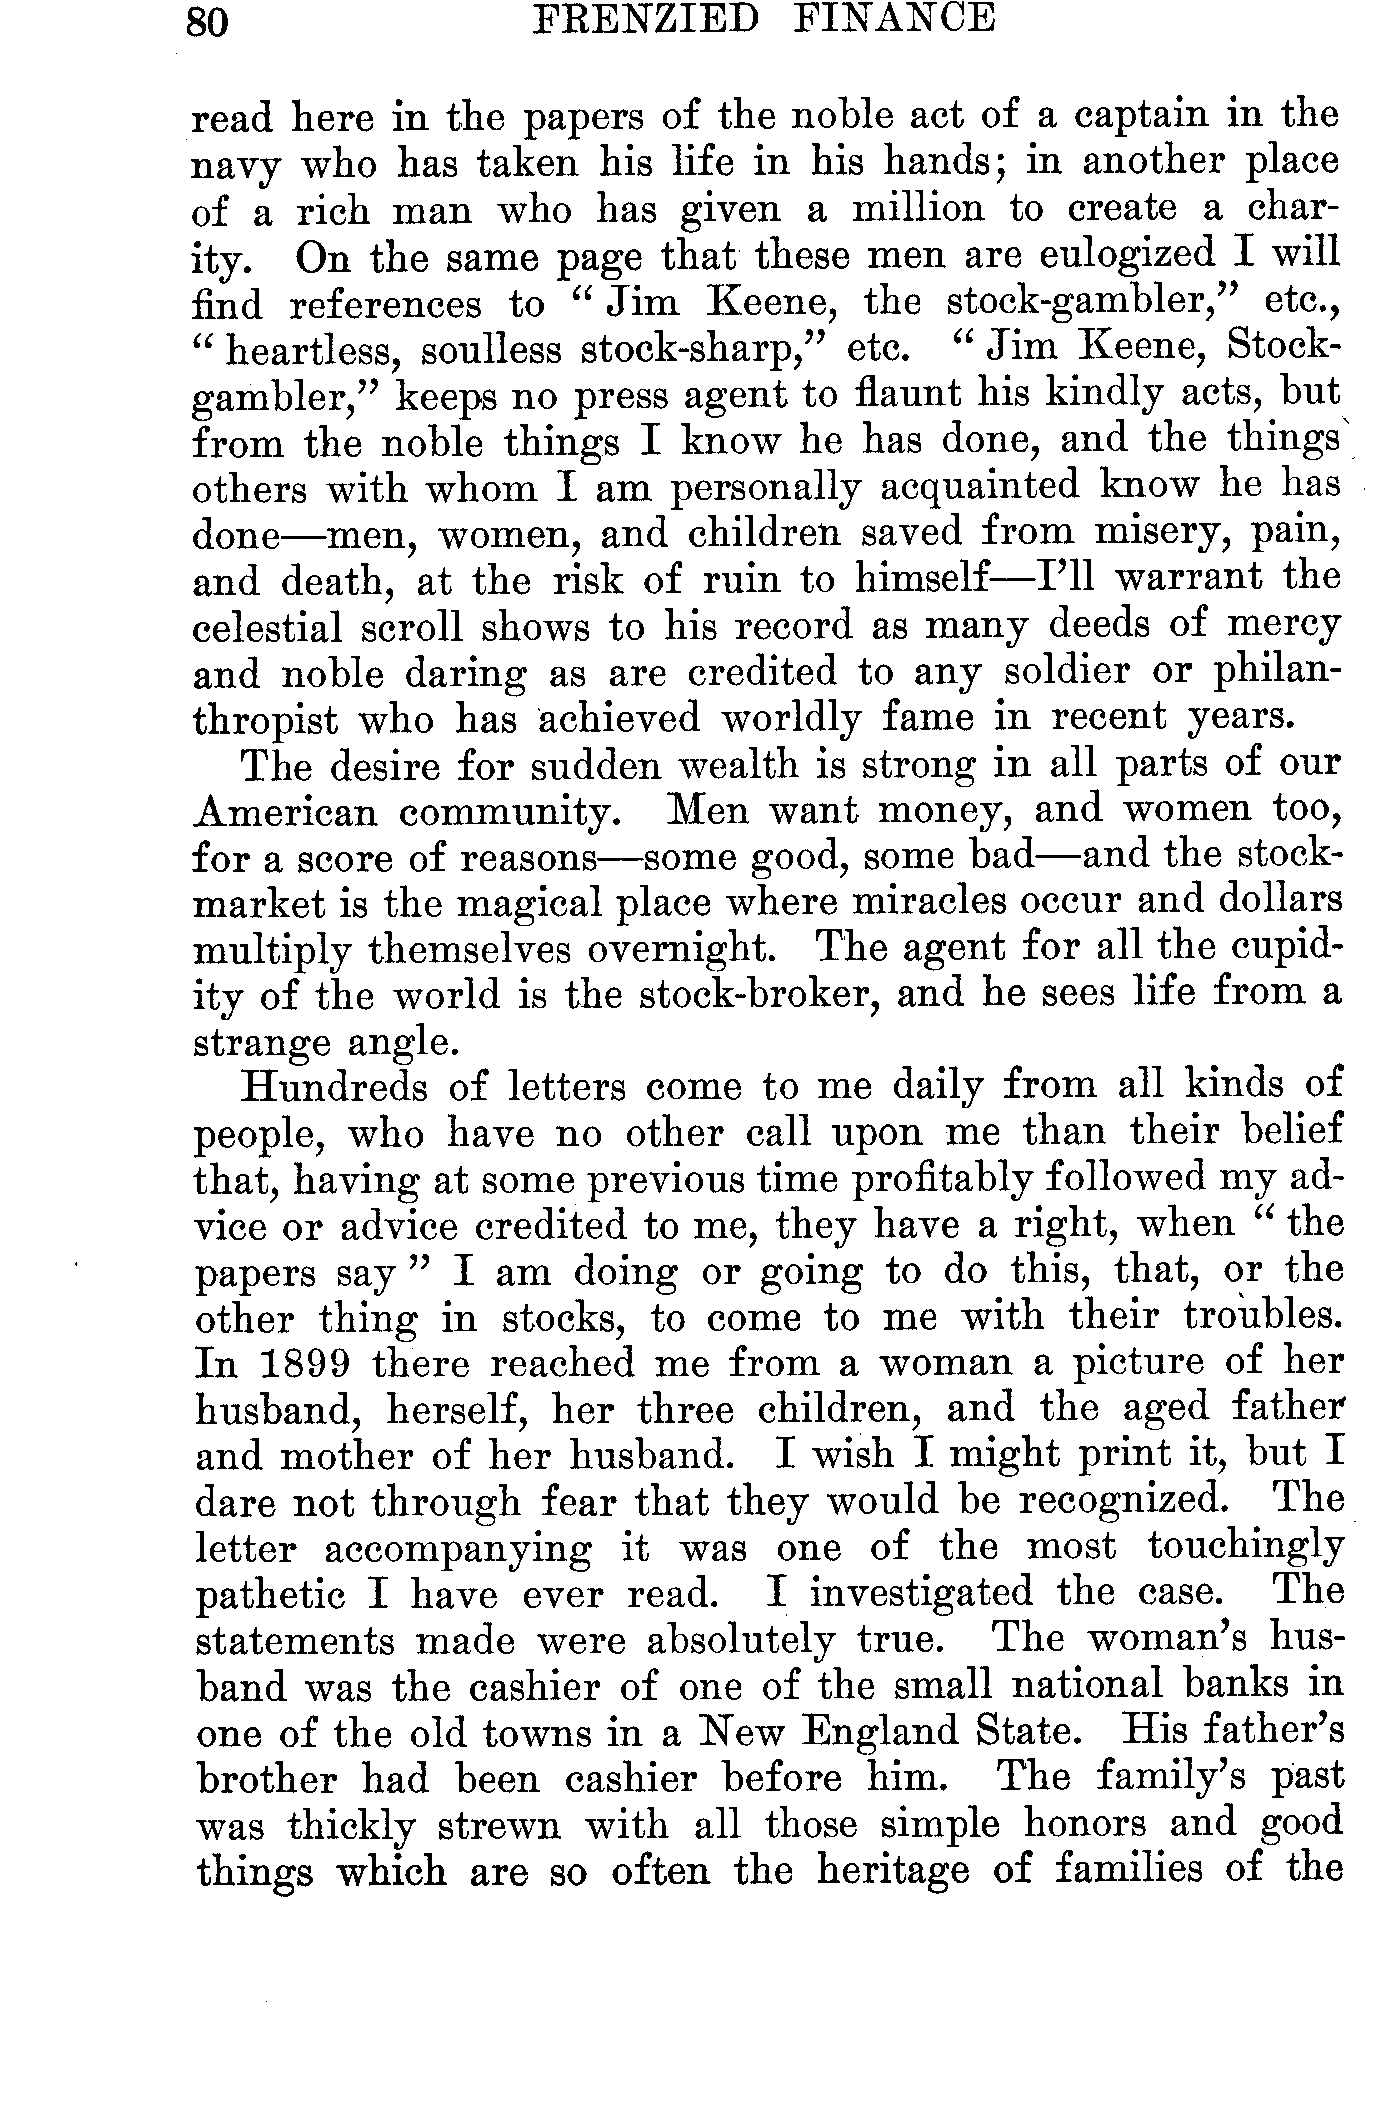 80 FRENZIED FINANCE
read here in the papers of the noble act of a captain in the
navy who has taken his life in his hands; in another place
of a rich man who has given a million to create a char-
ity. On the same page that these men are eulogized I will
find references to “ Jim Keene, the stock-gambler,” etc.,
“ heartless, soulless stock-sharp,” etc. “ Jim Keene, Stock-
gambler,” keeps no press agent to flaunt his kindly acts, but
from the noble things I know he has done, and the things
others with whom I am personally acquainted know he has
done—men, women, and children saved from misery, pain,
and death, at the risk of ruin to himself—I’ll warrant the
celestial scroll shows to his record as many deeds of mercy
and noble daring as are credited to any soldier or philan-
thropist who has achieved worldly fame in recent years.
The desire for sudden wealth is strong in all parts of our
American community. Men want money, and women too,
for a score of reasons—some good, some bad—and the stock-
market is the magical place where miracles occur and dollars
multiply themselves overnight. The agent for all the cupid-
ity of the world is the stock-broker, and he sees life from a
strange angle.
Hundreds of letters come to me daily from all kinds of
people, who have no other call upon me than their belief
that, having at some previous time profitably followed my ad-
vice or advice credited to me, they have a right, when “ the
papers say ” I am doing or going to do this, that, or the
other thing in stocks, to come to me with their troubles.
In 1899 there reached me from a woman a picture of her
husband, herself, her three children, and the aged father
and mother of her husband. I wish I might print it, but I
dare not through fear that they would be recognized. The
letter accompanying it was one of the most touchingly
pathetic I have ever read. I investigated the case. The
statements made were absolutely true. The woman’s hus-
band was the cashier of one of the small national banks in
one of the old towns in a New England State. His father’s
brother had been cashier before him. The family’s past
was thickly strewn with all those simple honors and good
things which are so often the heritage of families of the